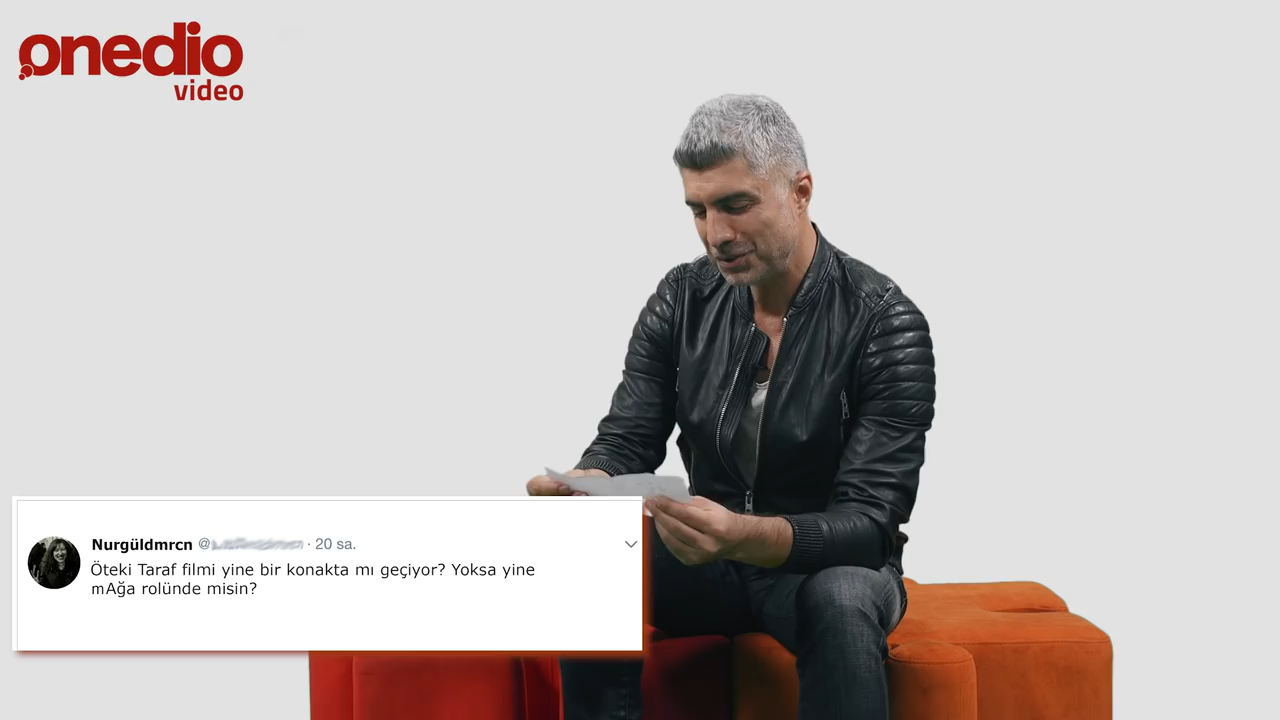 onedio
video
Nurgüldmrcn @ · 20 sa.
Öteki Taraf filmi yine bir konakta mı geçiyor? Yoksa yine
mAğa rolünde misin?